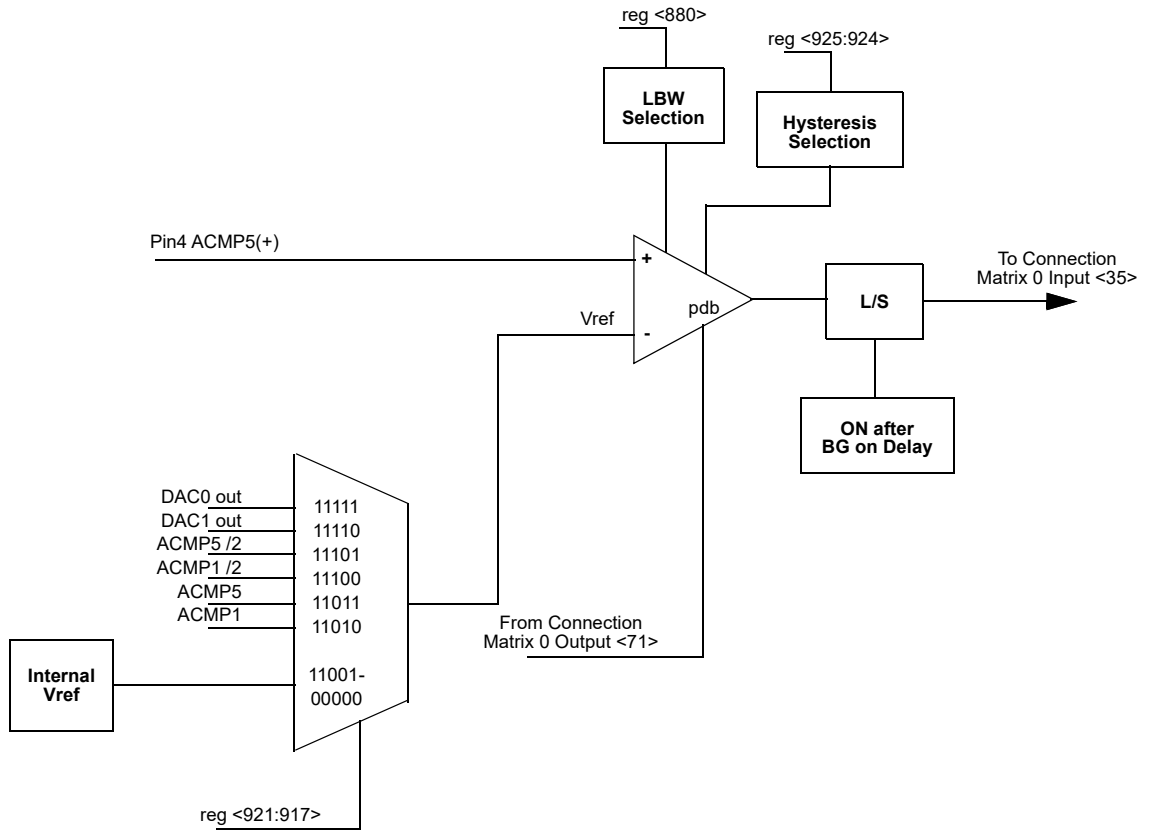 reg <880>
reg <925:924>
LBW
Selection
Hysteresis
Selection
Pin4 ACMP5(+)
+
To Connection
Matrix 0 Input <35>
L/S
pdb
Vref
-
ON after
BG on Delay
DAC0 out
11111
DAC1 out
11110
ACMP5 /2
11101
ACMP1 /2
11100
ACMP5
11011
ACMP1
11010
From Connection
Matrix 0 Output <71>
Internal
Vref
11001-
00000
reg <921:917>